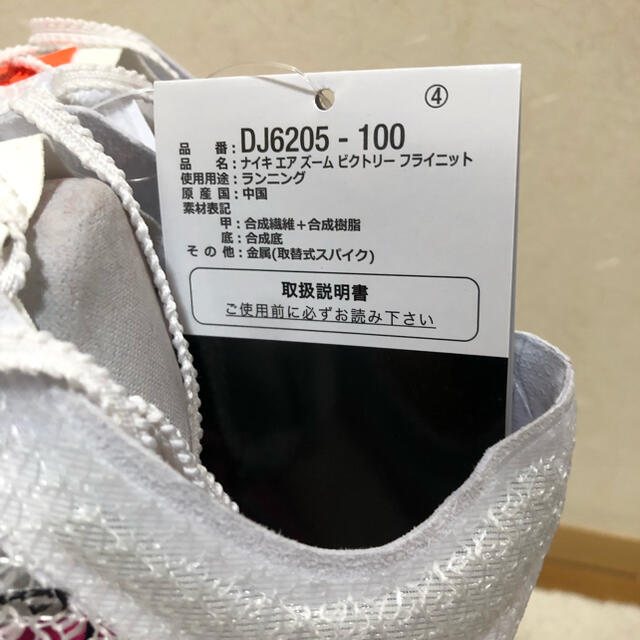 ④
品 番 : DJ6205 - 100
品 名 : ナイキ エア ズーム ビクトリー フライニット
使用用途 : ランニング
原 産 国 : 中国
素材表記
甲 : 合成繊維+合成樹脂
底 : 合成底
そ の 他 : 金属(取替式スパイク)
取扱説明書
ご使用前に必ずお読み下さい